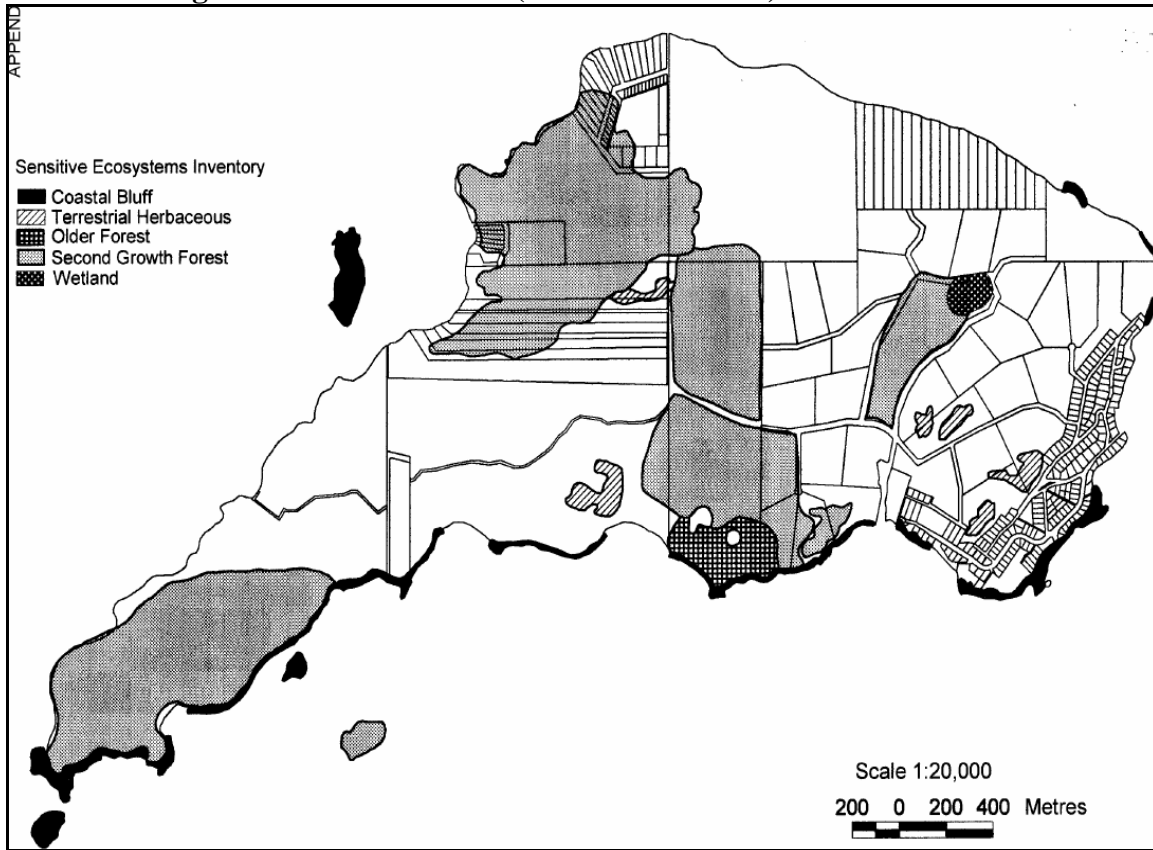 APPEND
Sensitive Ecosystems Inventory
Coastal Bluff
Terrestrial Herbaceous
Older Forest
Second Growth Forest
Wetland
Scale 1:20,000
200 0 200 400 Metres